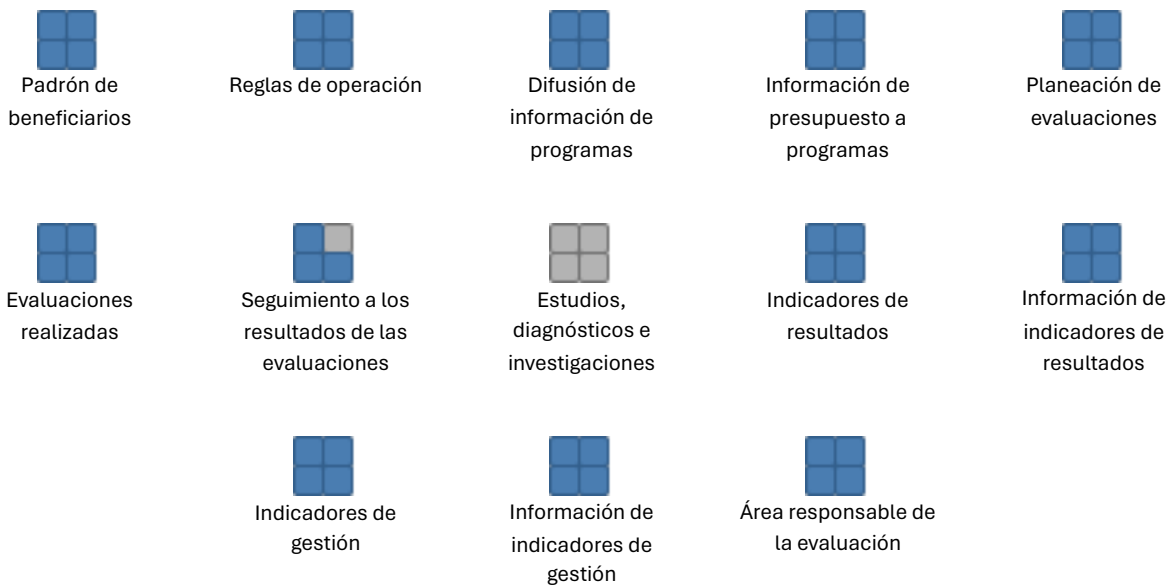 Padrón de
beneficiarios
Reglas de operación
Difusión de
información de
programas
Información de
presupuesto a
programas
Planeación de
evaluaciones
Evaluaciones
realizadas
Seguimiento a los
resultados de las
evaluaciones
Estudios,
diagnósticos e
investigaciones
Indicadores de
resultados
Información de
indicadores de
resultados
Indicadores de
gestión
Información de
indicadores de
gestión
Área responsable de
la evaluación